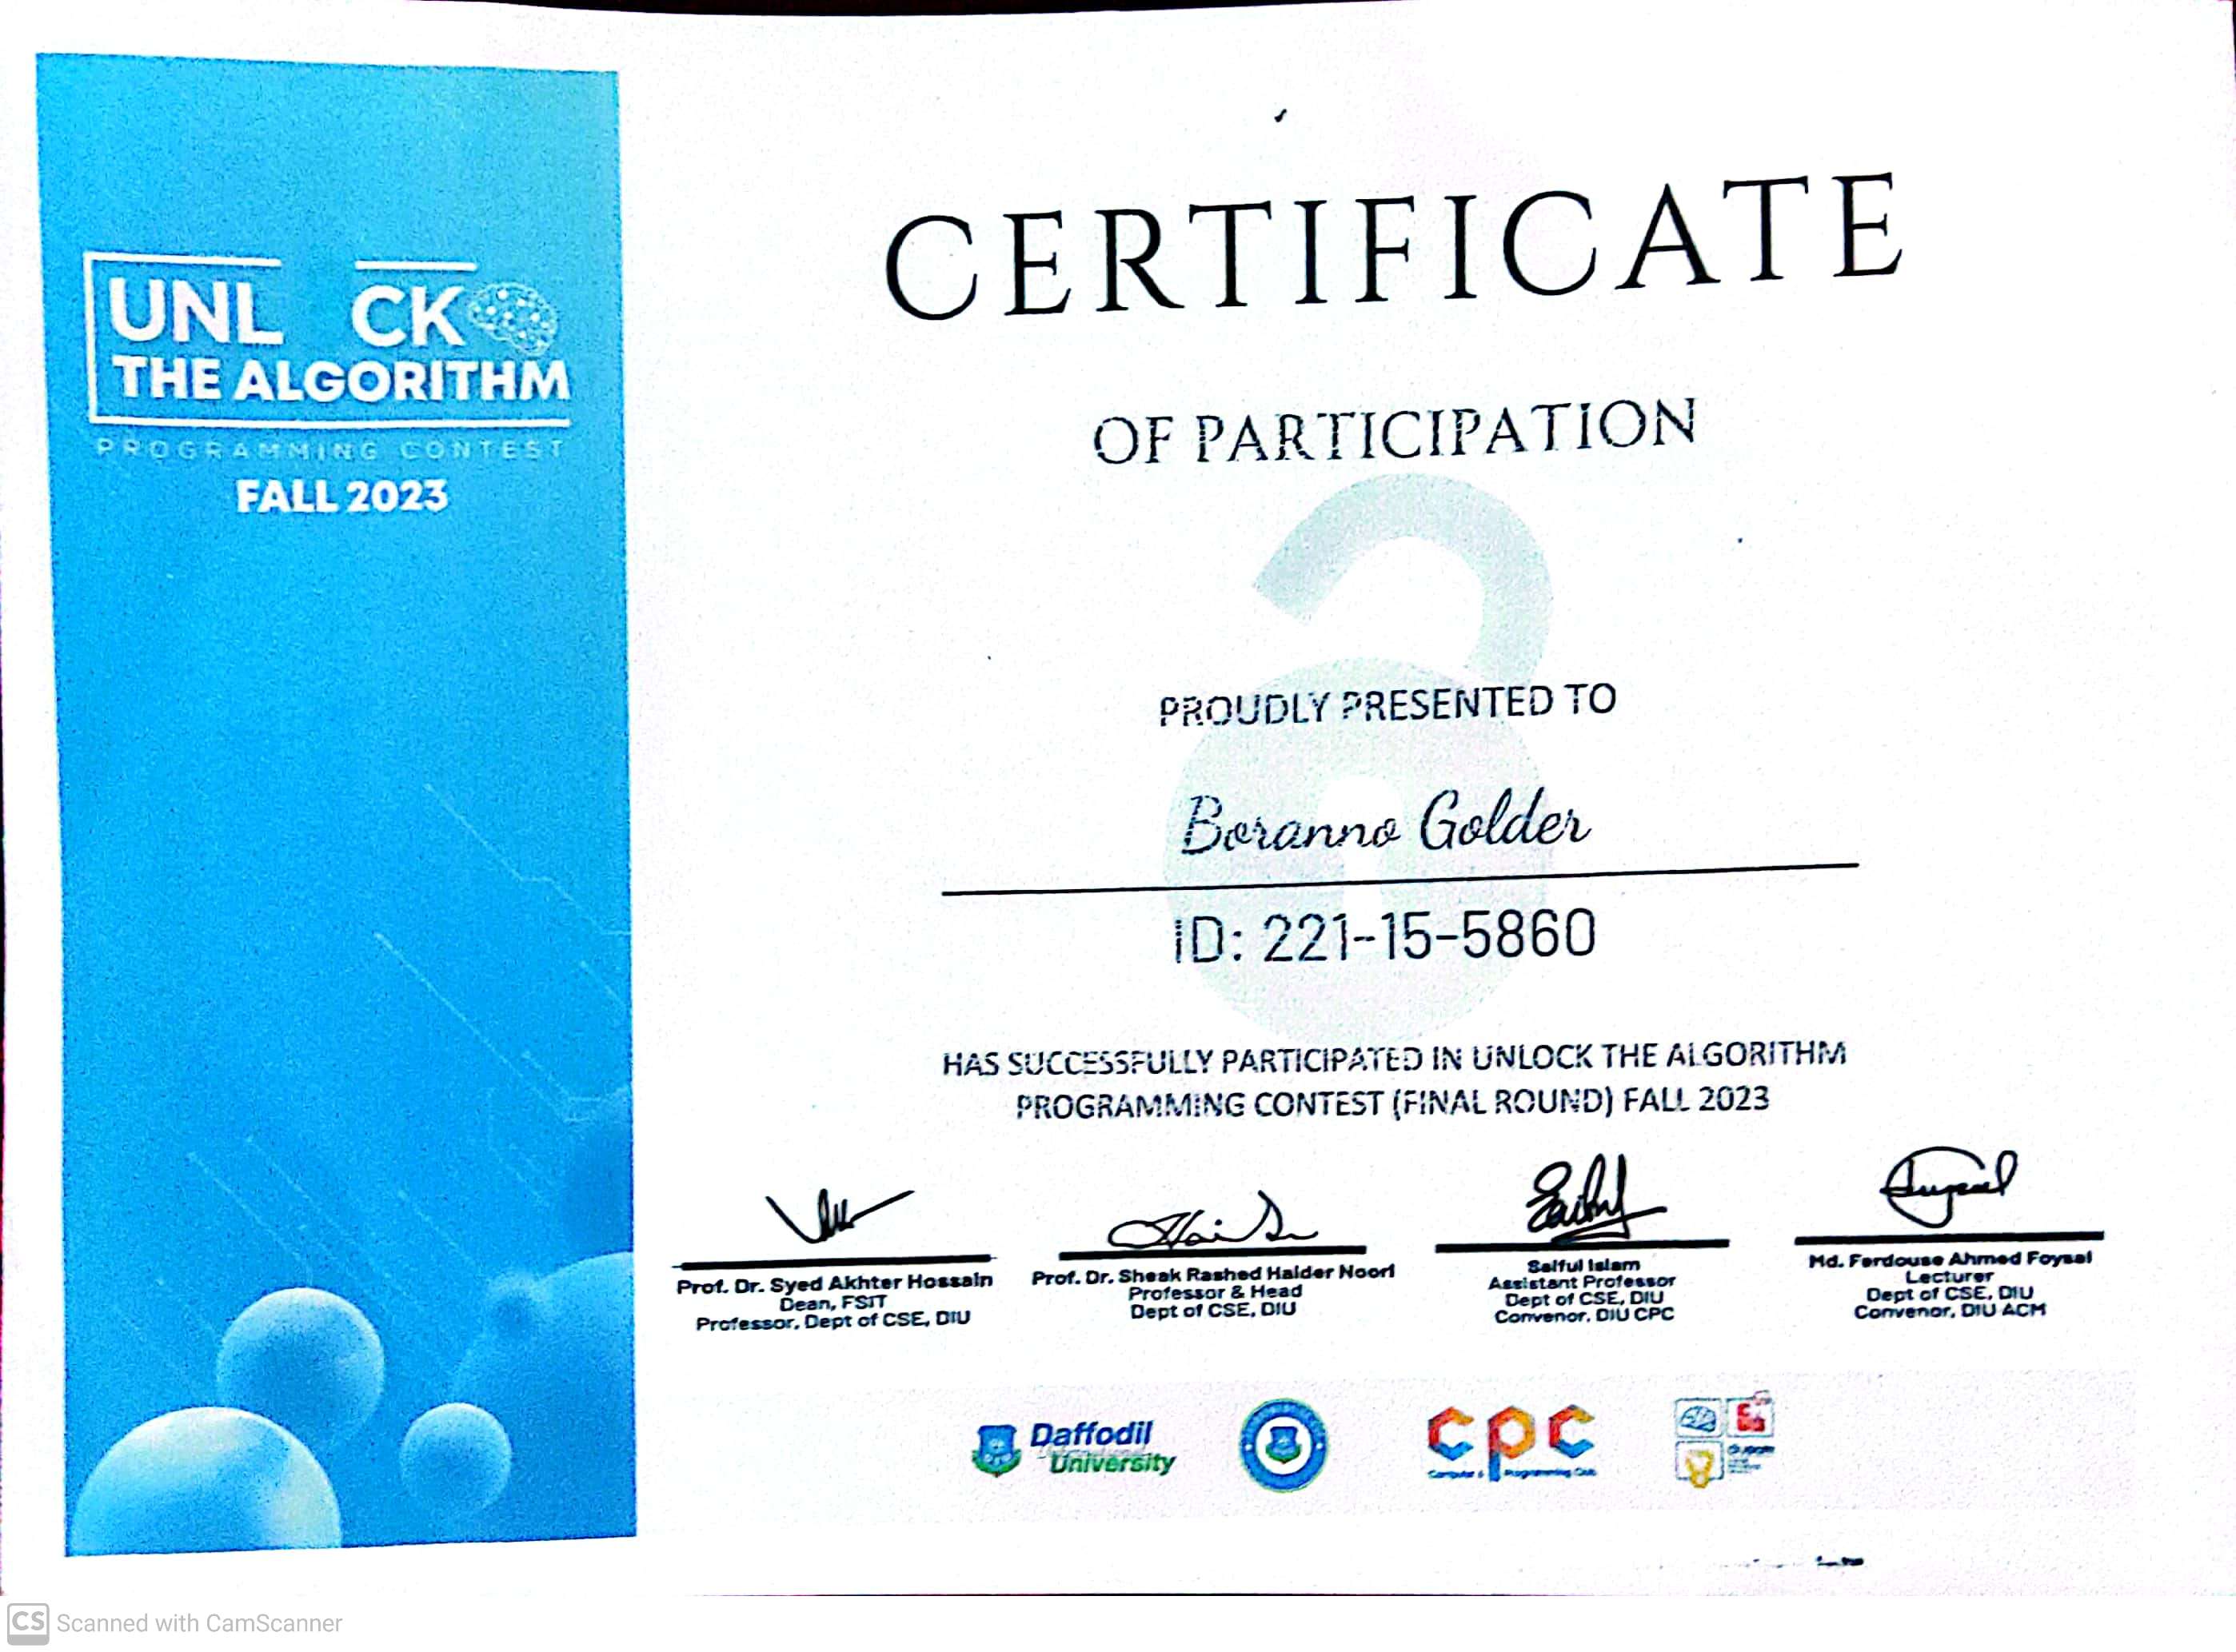 UNL CK
THE ALGORITHM
PROGRAMMING CONTEST
FALL 2023
CERTIFICATE
OF PARTICIPATION
PROUDLY PRESENTED TO
Boranno Golder
ID: 221-15-5860
HAS SUCCESSFULLY PARTICIPATED IN UNLOCK THE ALGORITHM
PROGRAMMING CONTEST (FINAL ROUND) FALL 2023
Prof. Dr. Syed Akhter Hossain
Dean, FSIT
Professor, Dept of CSE, DIU
Prof. Dr. Sheak Rashed Haider Noori
Professor & Head
Dept of CSE, DIU
Saiful Islam
Assistant Professor
Dept of CSE, DIU
Convenor, DIU CPC
Md. Ferdouse Ahmed Foysal
Lecturer
Dept of CSE, DIU
Convenor, DIU ACM
Daffodil
University
cpc
Computer & Programming Club
CS Scanned with CamScanner